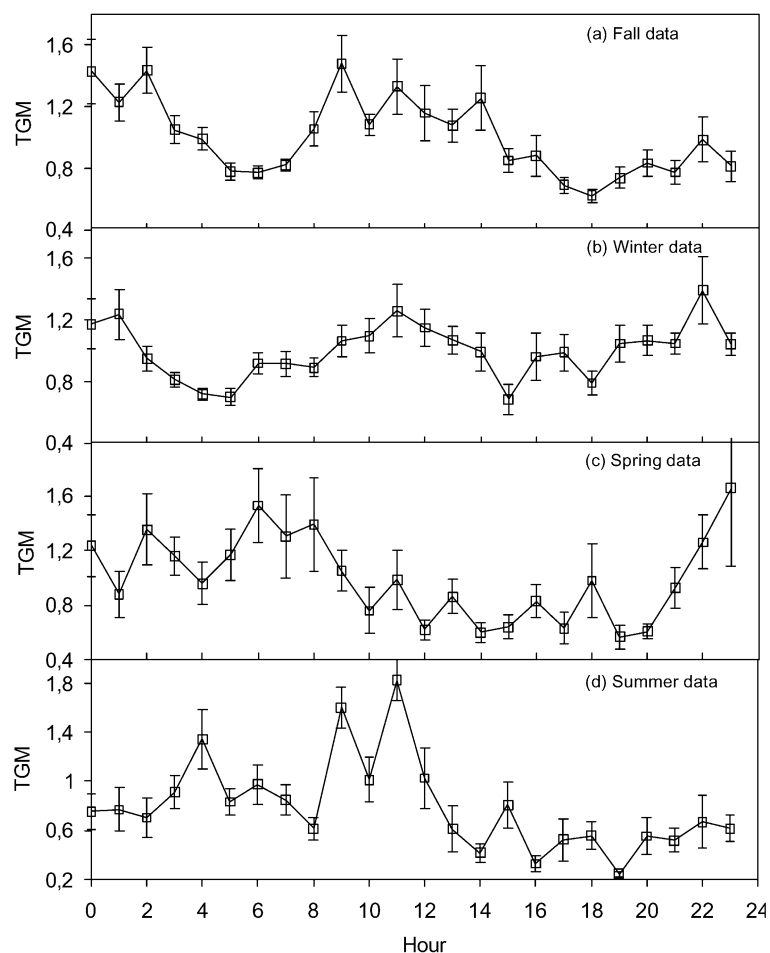 (a) Fall data
1,6
1,2
0,8
0,4
TGM
(b) Winter data
1,6
1,2
0,8
0,4
TGM
(c) Spring data
1,6
1,2
0,8
0,4
TGM
(d) Summer data
1,8
1,4
1
0,6
0,2
TGM
0 2 4 6 8 10 12 14 16 18 20 22 24
Hour